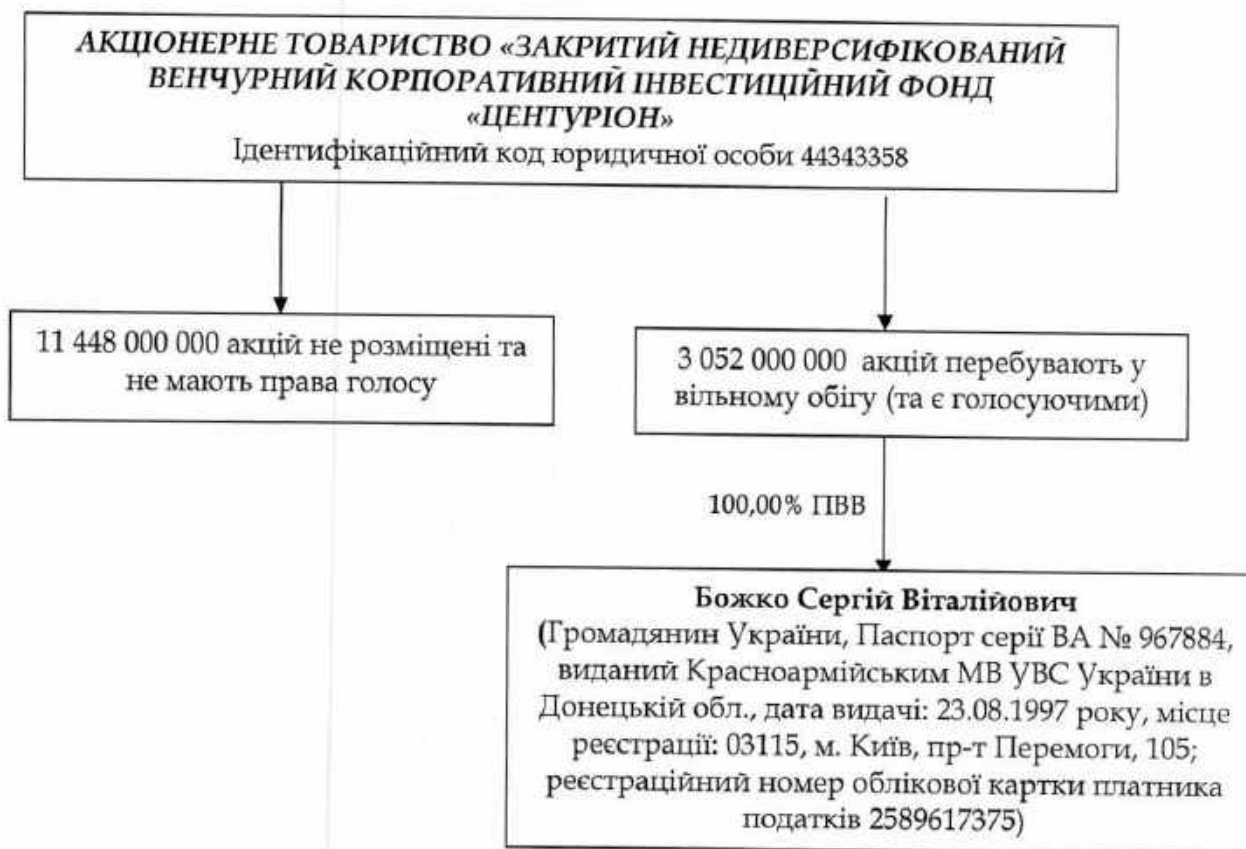 АКЦІОНЕРНЕ ТОВАРИСТВО «ЗАКРИТИЙ НЕДИВЕРСИФІКОВАНИЙ
ВЕНЧУРНИЙ КОРПОРАТИВНИЙ ІНВЕСТИЦІЙНИЙ ФОНД
«ЦЕНТУРІОН»
Ідентифікаційний код юридичної особи 44343358
11 448 000 000 акцій не розміщені та
не мають права голосу
3 052 000 000 акцій перебувають у
вільному обігу (та є голосуючими)
100,00% ПВВ
Божко Сергій Віталійович
(Громадянин України, Паспорт серії ВА № 967884,
виданий Красноармійським МВ УВС України в
Донецькій обл., дата видачі: 23.08.1997 року, місце
реєстрації: 03115, м. Київ, пр-т Перемоги, 105;
реєстраційний номер облікової картки платника
податків 2589617375)